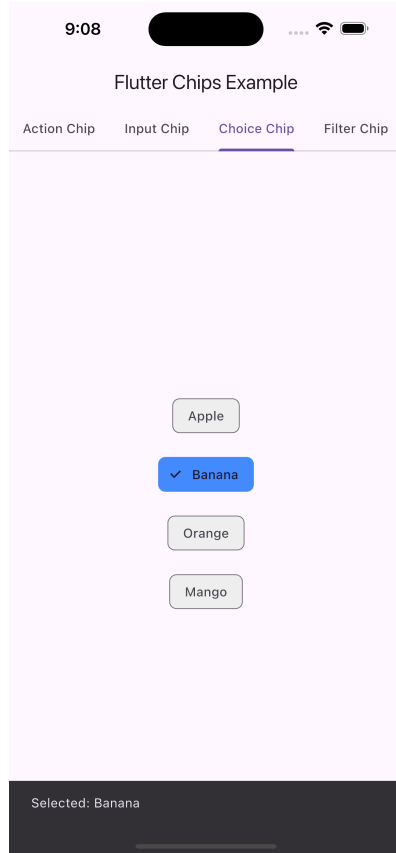 9:08
Flutter Chips Example
Action Chip Input Chip Choice Chip Filter Chip
Apple
Banana
Orange
Mango
Selected: Banana